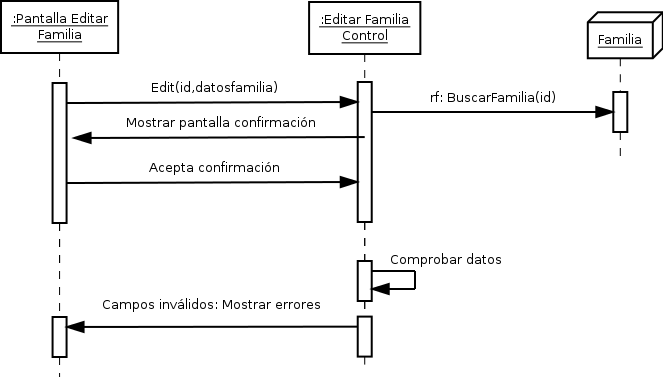 :Pantalla Editar
Familia
:Editar Familia
Control
Familia
Edit(id,datosfamilia)
rf: BuscarFamilia(id)
Mostrar pantalla confirmación
Acepta confirmación
Comprobar datos
Campos inválidos: Mostrar errores